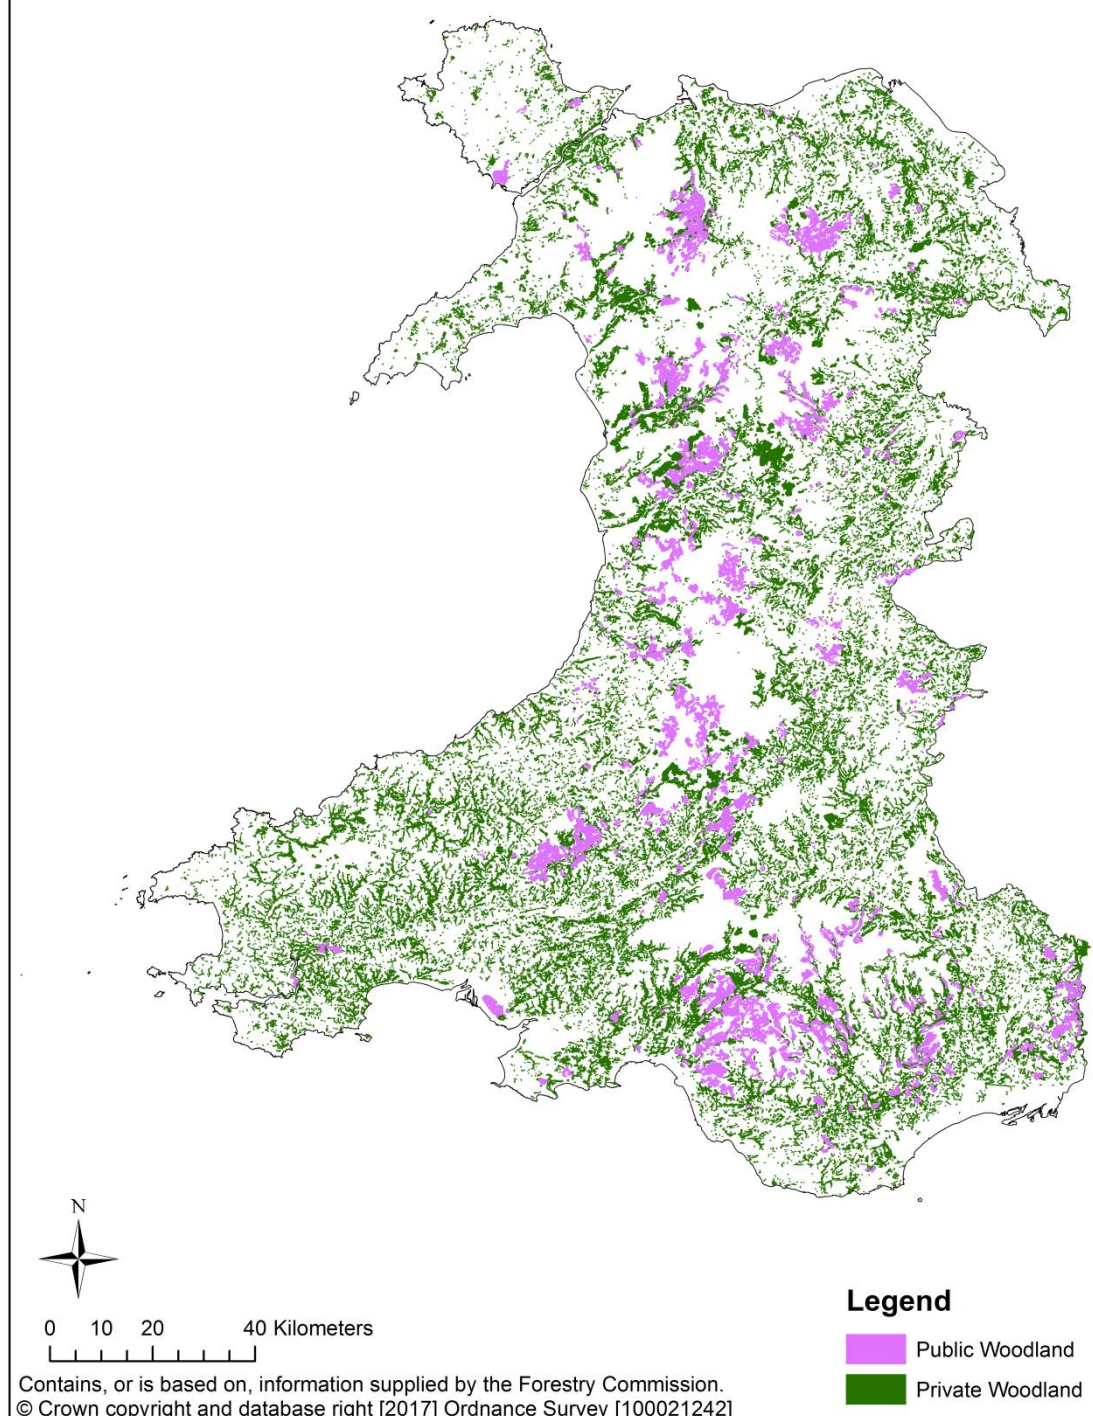 N
0 10 20 40 Kilometers
Contains, or is based on, information supplied by the Forestry Commission.
© Crown copyright and database right [2017] Ordnance Survey [100021242]
Legend
Public Woodland
Private Woodland